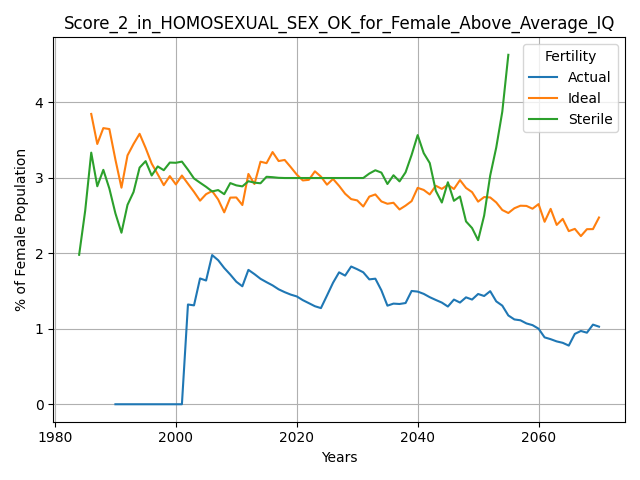 Score_2_in_HOMOSEXUAL_SEX_OK_for_Female_Above_Average_IQ
Fertility
Actual
Ideal
Sterile
% of Female Population
4
3
2
1
0
1980
2000
2020
2040
2060
Years